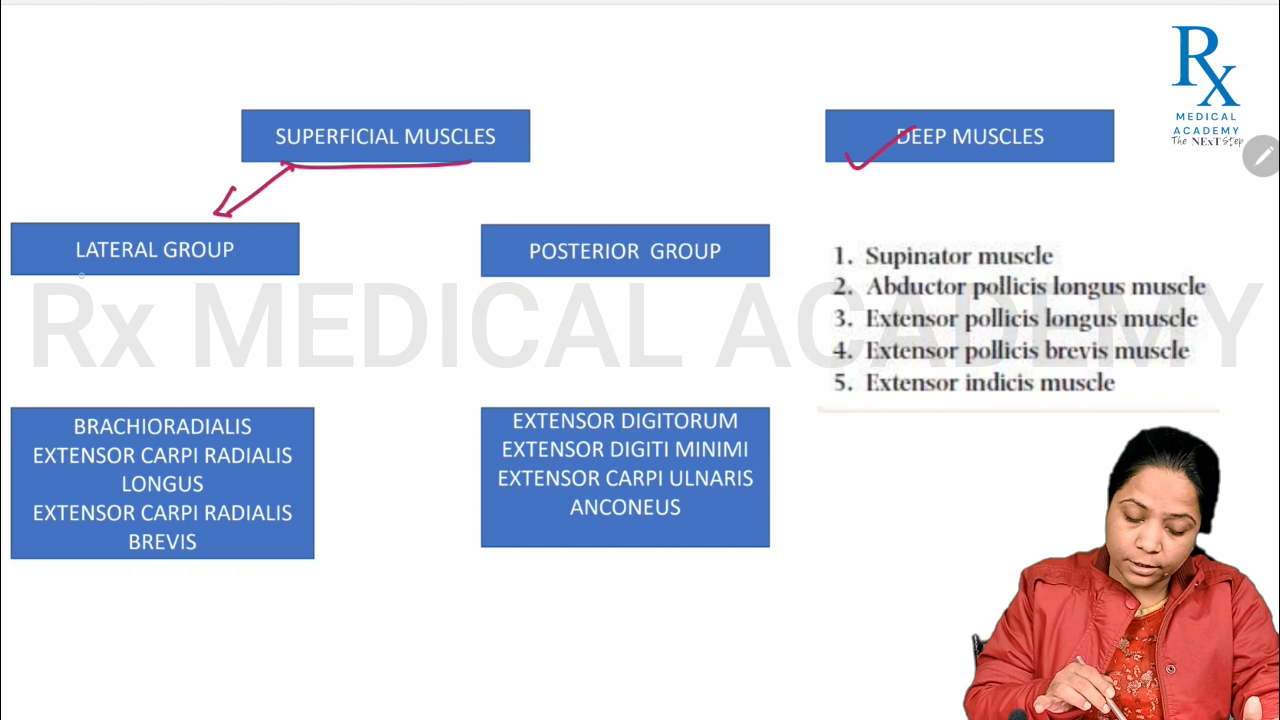 Rx
MEDICAL
ACADEMY
The NExT Step
SUPERFICIAL MUSCLES
DEEP MUSCLES
LATERAL GROUP
POSTERIOR GROUP
1. Supinator muscle
2. Abductor pollicis longus muscle
3. Extensor pollicis longus muscle
4. Extensor pollicis brevis muscle
5. Extensor indicis muscle
Rx MEDICAL ACADEMY
BRACHIORADIALIS
EXTENSOR CARPI RADIALIS
LONGUS
EXTENSOR CARPI RADIALIS
BREVIS
EXTENSOR DIGITORUM
EXTENSOR DIGITI MINIMI
EXTENSOR CARPI ULNARIS
ANCONEUS